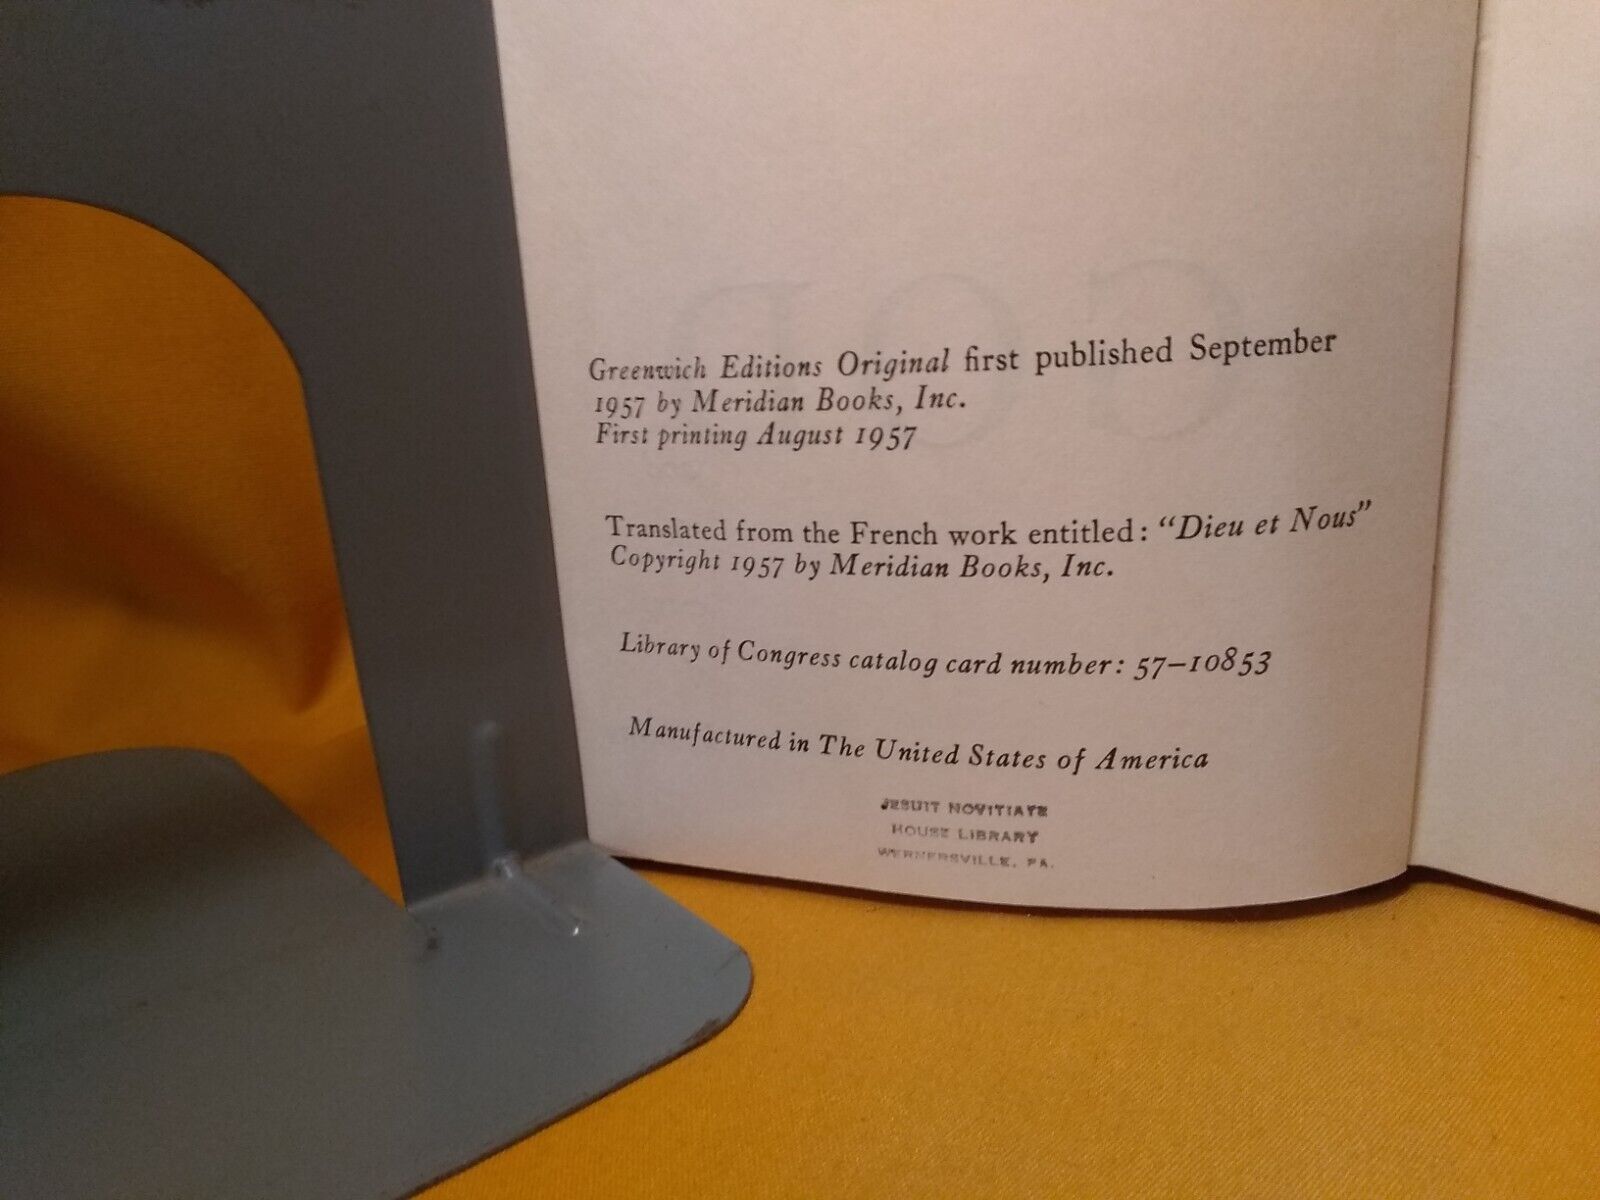 Greenwich Editions Original first published September
1957 by Meridian Books, Inc.
First printing August 1957
Translated from the French work entitled: "Dieu et Nous"
Copyright 1957 by Meridian Books, Inc.
Library of Congress catalog card number: 57–10853
Manufactured in The United States of America
JESUIT NOVITIATE
HOUSE LIBRARY
WERNERSVILLE, PA.